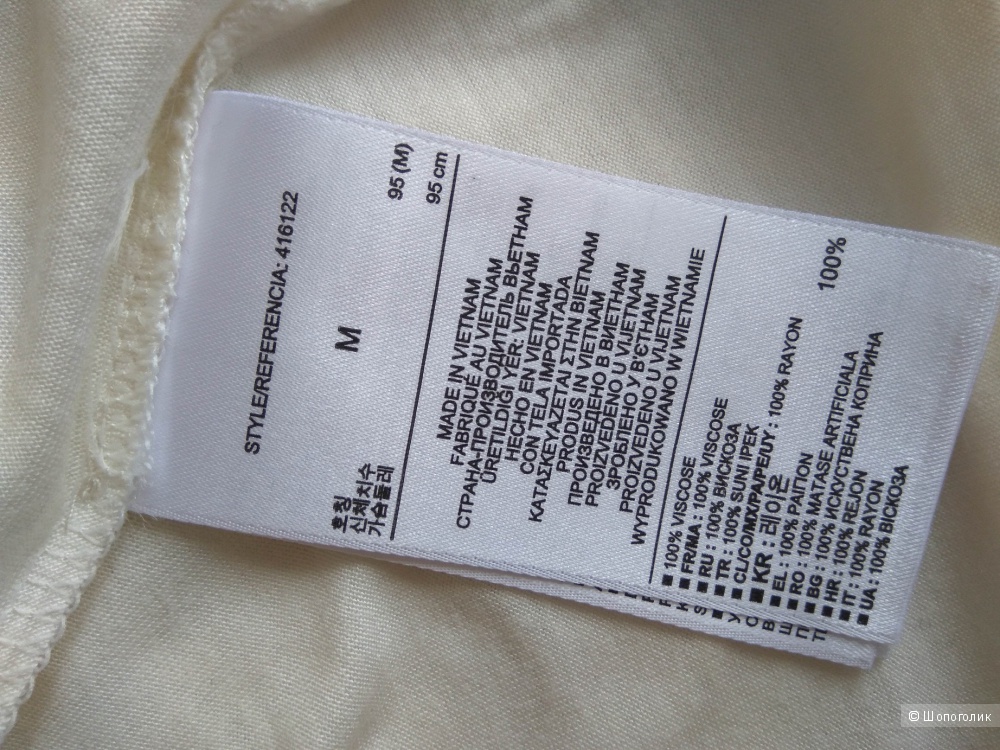 STYLE/REFERENCIA: 416122
M
호칭
신체 치수 95 (M)
가슴둘레 95 cm
MADE IN VIETNAM
FABRIQUÉ AU VIETNAM
СТРАНА-ПРОИЗВОДИТЕЛЬ ВЬЕТНАМ
ÜRETILDIĞI YER: VIETNAM
HECHO EN VIETNAM
CON TELA IMPORTADA
ΚΑΤΑΣΚΕΥΑΖΕΤΑΙ ΣΤΗΝ ΒΙΕΤΝΑΜ
PRODUS IN VIETNAM
ПРОИЗВЕДЕНО В ВИЕТНАМ
PROIZVEDENO U VIJETNAM
ЗРОБЛЕНО У В'ЄТНАМ
PROIZVEDENO U VIJETNAM
WYPRODUKOWANO W WIETNAMIE
■ 100% VISCOSE
■ FR/MA : 100% VISCOSE
■ RU : 100% ВИСКОЗА
■ TR : 100% SUNI IPEK
■ CL/CO/MX/PA/PE/UY : 100% RAYON
■ KR : 레이온 100%
■ EL : 100% ΡΑΙΓΙΟΝ
■ RO : 100% MATASE ARTIFICIALA
■ BG : 100% ИСКУСТВЕНА КОПРИНА
■ HR : 100% REJON
■ IT : 100% RAYON
■ UA : 100% ВІСКОЗА
© Шопоголик